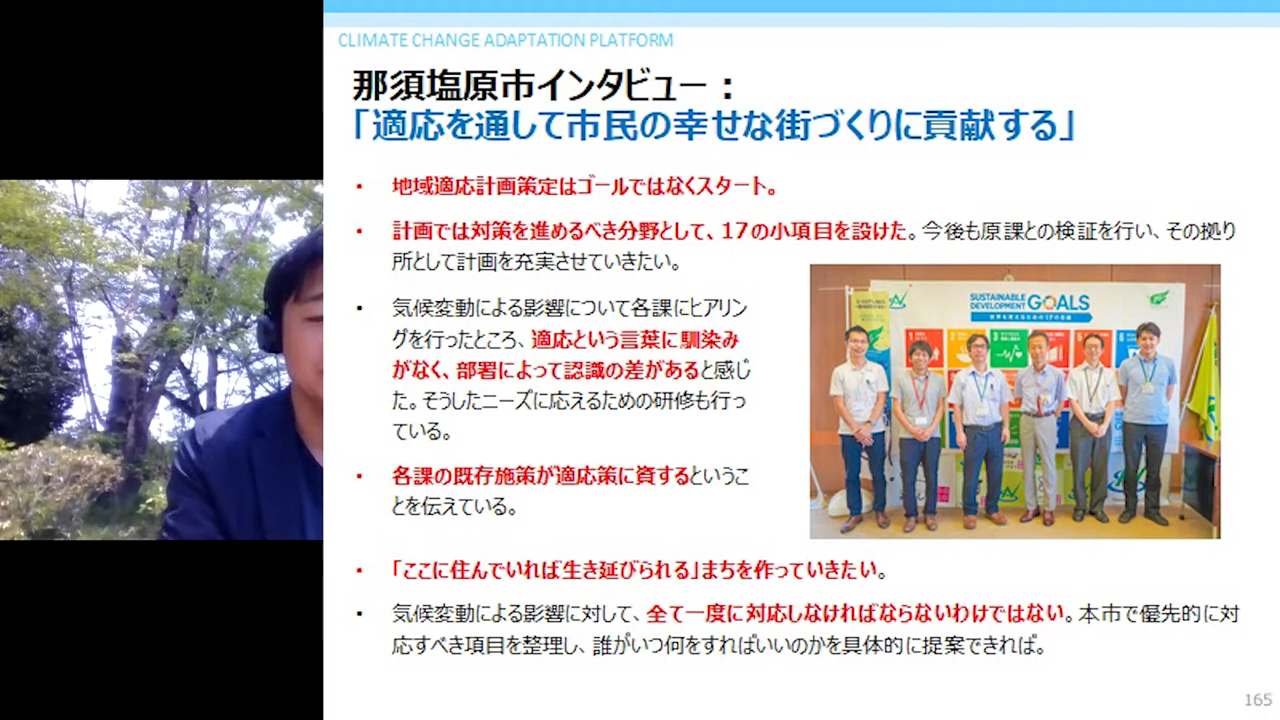 CLIMATE CHANGE ADAPTATION PLATFORM
那須塩原市インタビュー：
「適応を通して市民の幸せな街づくりに貢献する」
・ 地域適応計画策定はゴールではなくスタート。
・ 計画では対策を進めるべき分野として、17の小項目を設けた。今後も原課との検証を行い、その拠り
所として計画を充実させていきたい。
・ 気候変動による影響について各課にヒアリン
グを行ったところ、適応という言葉に馴染み
がなく、部署によって認識の差があると感じ
た。そうしたニーズに応えるための研修も行っ
ている。
SUSTAINABLE
DEVELOPMENT GOALS
世界を変えるための17の目標
・ 各課の既存施策が適応策に資するというこ
とを伝えている。
・ 「ここに住んでいれば生き延びられる」まちを作っていきたい。
・ 気候変動による影響に対して、全て一度に対応しなければならないわけではない。本市で優先的に対
応すべき項目を整理し、誰がいつ何をすればいいのかを具体的に提案できれば。
165